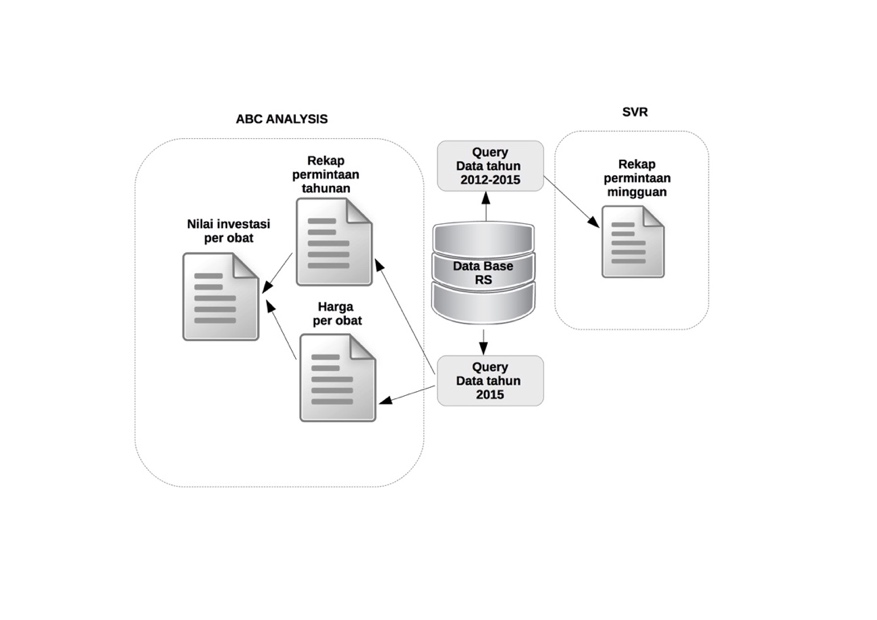 ABC ANALYSIS
Rekap
permintaan
tahunan
Nilai investasi
per obat
Harga
per obat
Query
Data tahun
2012-2015
Data Base
RS
Query
Data tahun
2015
SVR
Rekap
permintaan
mingguan